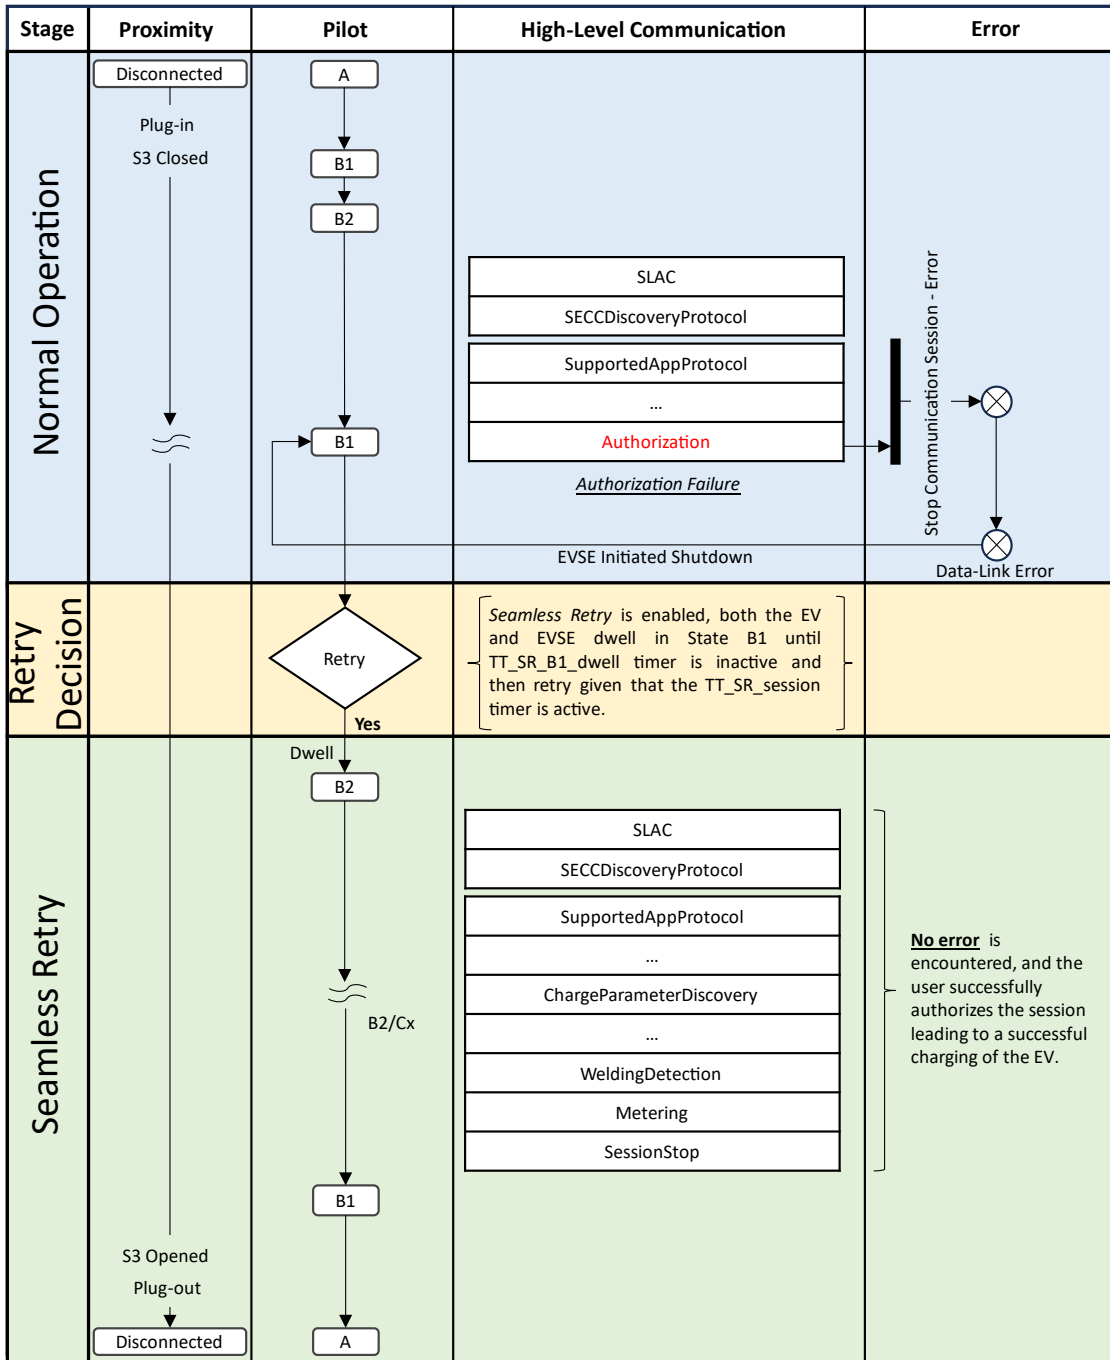 Stage
Proximity
Pilot
High-Level Communication
Error
Normal Operation
Disconnected
Plug-in
S3 Closed
A
B1
B2
B1
SLAC
SECCDiscoveryProtocol
SupportedAppProtocol
...
Authorization
Authorization Failure
Stop Communication Session - Error
EVSE Initiated Shutdown
Data-Link Error
Retry
Decision
Retry
Yes
Seamless Retry is enabled, both the EV
and EVSE dwell in State B1 until
TT_SR_B1_dwell timer is inactive and
then retry given that the TT_SR_session
timer is active.
Seamless Retry
Dwell
B2
B2/Cx
B1
A
S3 Opened
Plug-out
Disconnected
SLAC
SECCDiscoveryProtocol
SupportedAppProtocol
...
ChargeParameterDiscovery
...
WeldingDetection
Metering
SessionStop
No error is
encountered, and the
user successfully
authorizes the session
leading to a successful
charging of the EV.